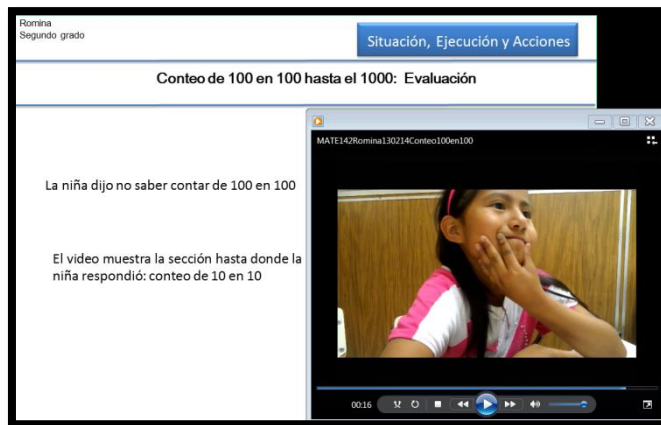 Romina
Segundo grado
Situación, Ejecución y Acciones
Conteo de 100 en 100 hasta el 1000: Evaluación
MATE142Romina130214Conteo100en100
La niña dijo no saber contar de 100 en 100
El video muestra la sección hasta donde la
niña respondió: conteo de 10 en 10
00:16